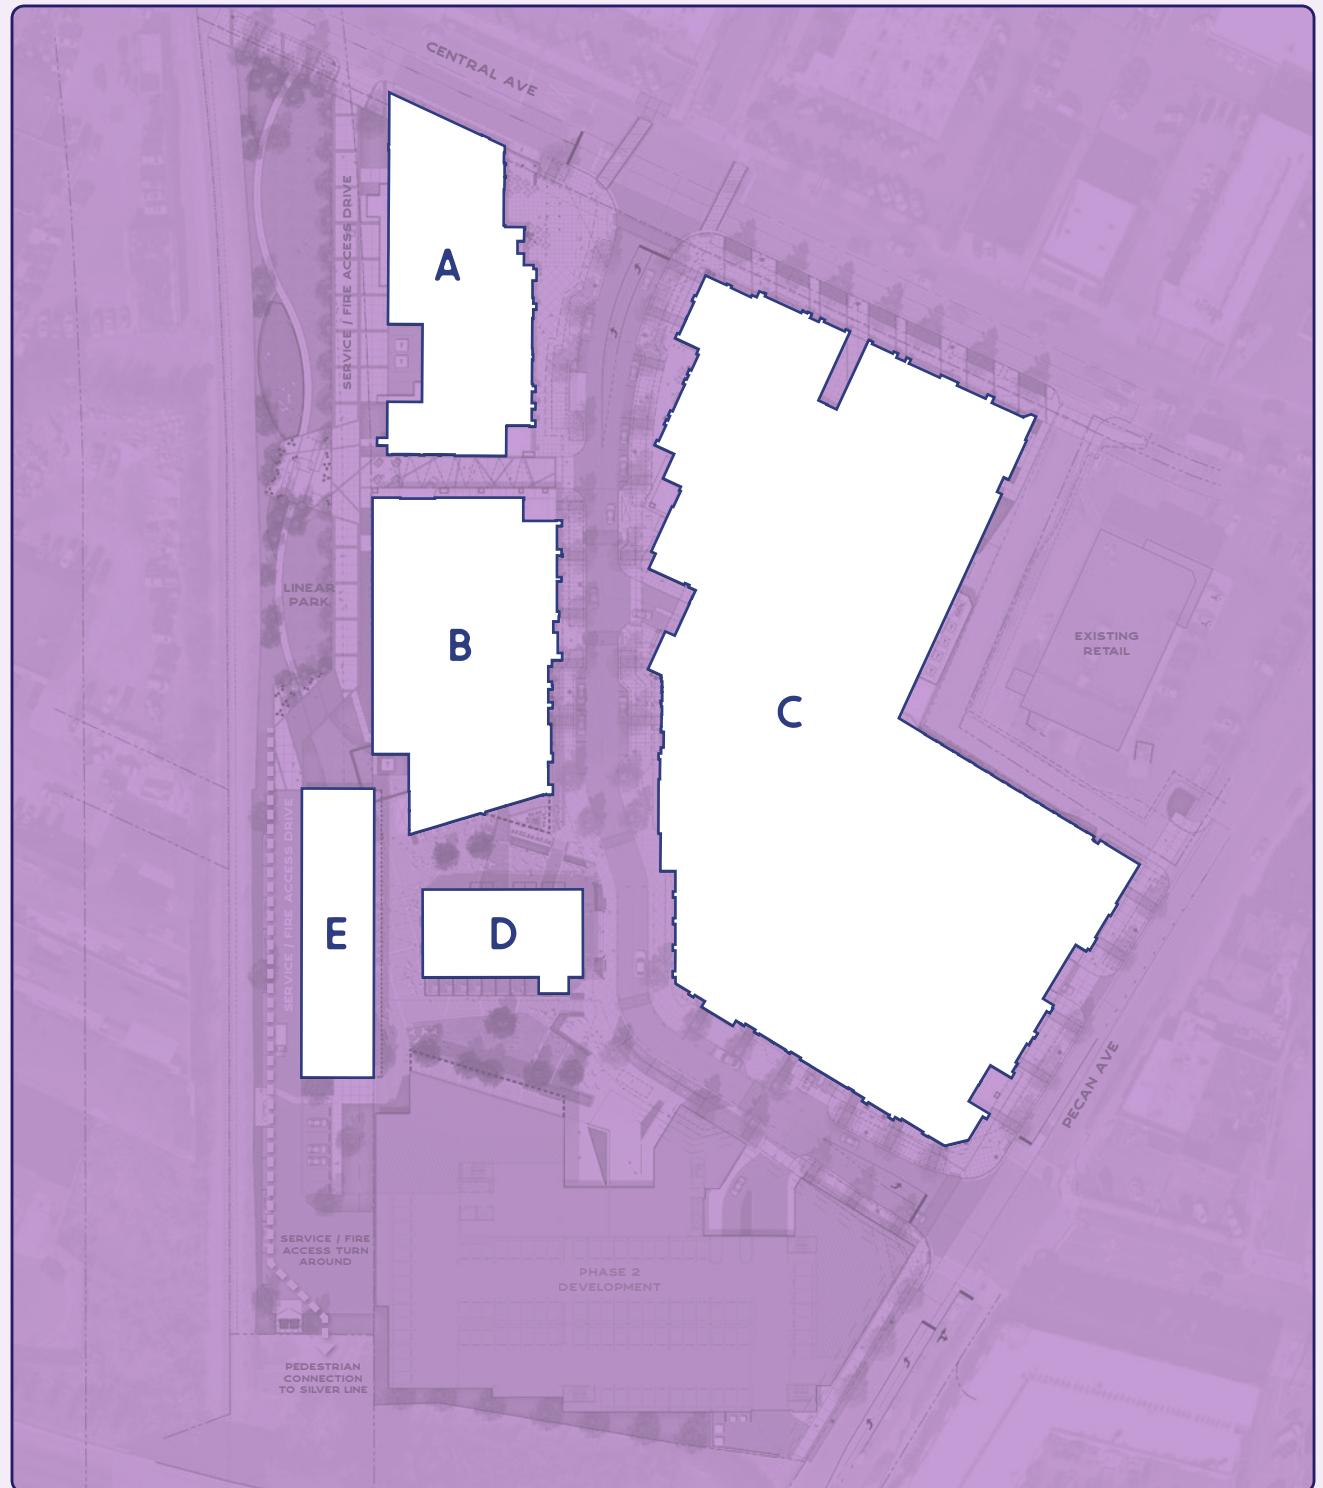 CENTRAL AVE
SERVICE / FIRE ACCESS DRIVE
A
LINEAR
PARK
B
EXISTING
RETAIL
C
SERVICE / FIRE ACCESS DRIVE
E
D
PECAN AVE
SERVICE / FIRE
ACCESS TURN
AROUND
PHASE 2
DEVELOPMENT
PEDESTRIAN
CONNECTION
TO SILVER LINE